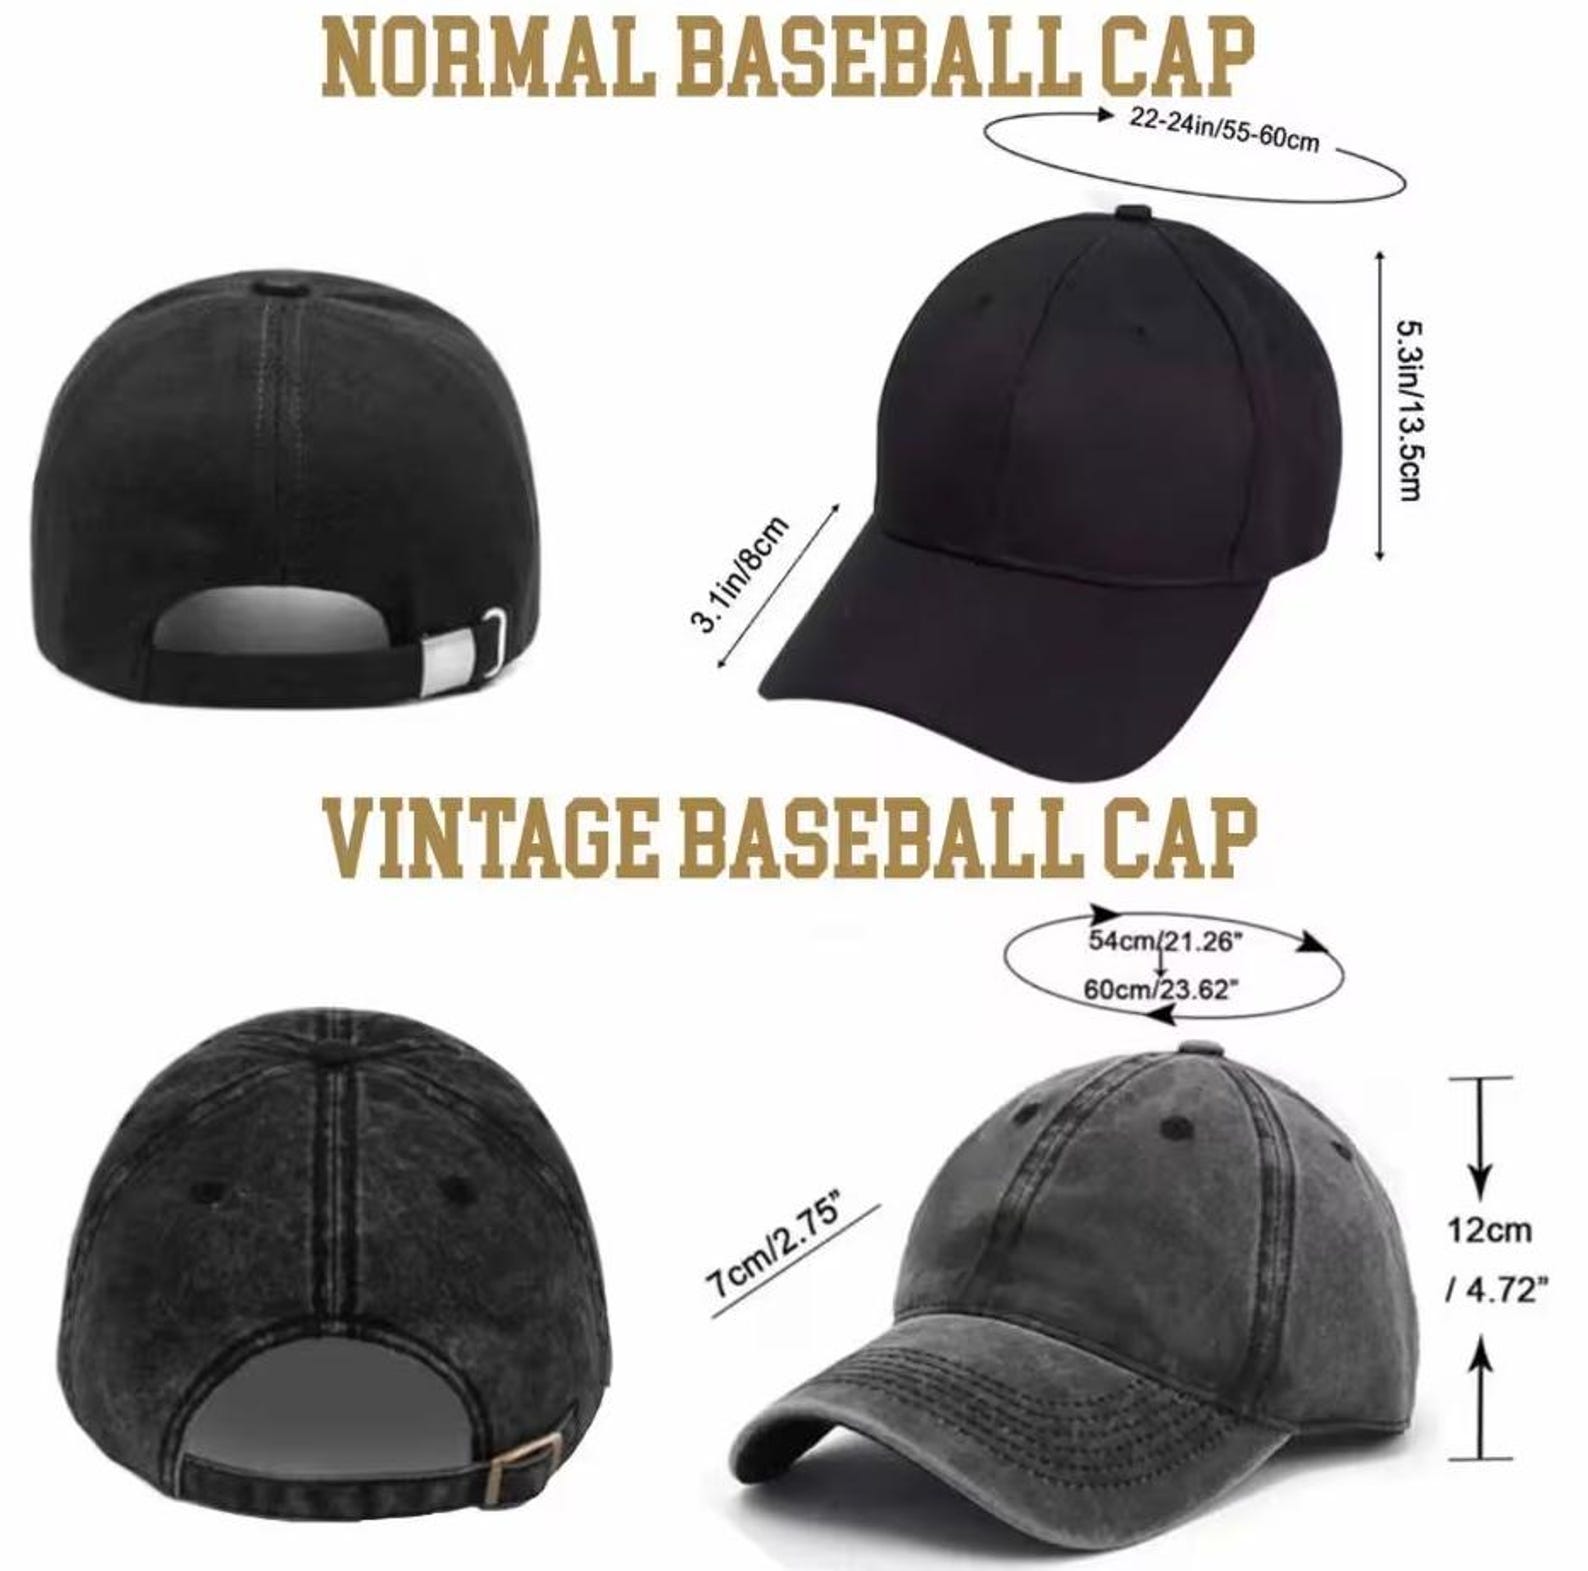 NORMAL BASEBALL CAP
22-24in/55-60cm
5.3in/13.5cm
3.1in/8cm
VINTAGE BASEBALL CAP
54cm/21.26”
60cm/23.62”
7cm/2.75”
12cm
/ 4.72”